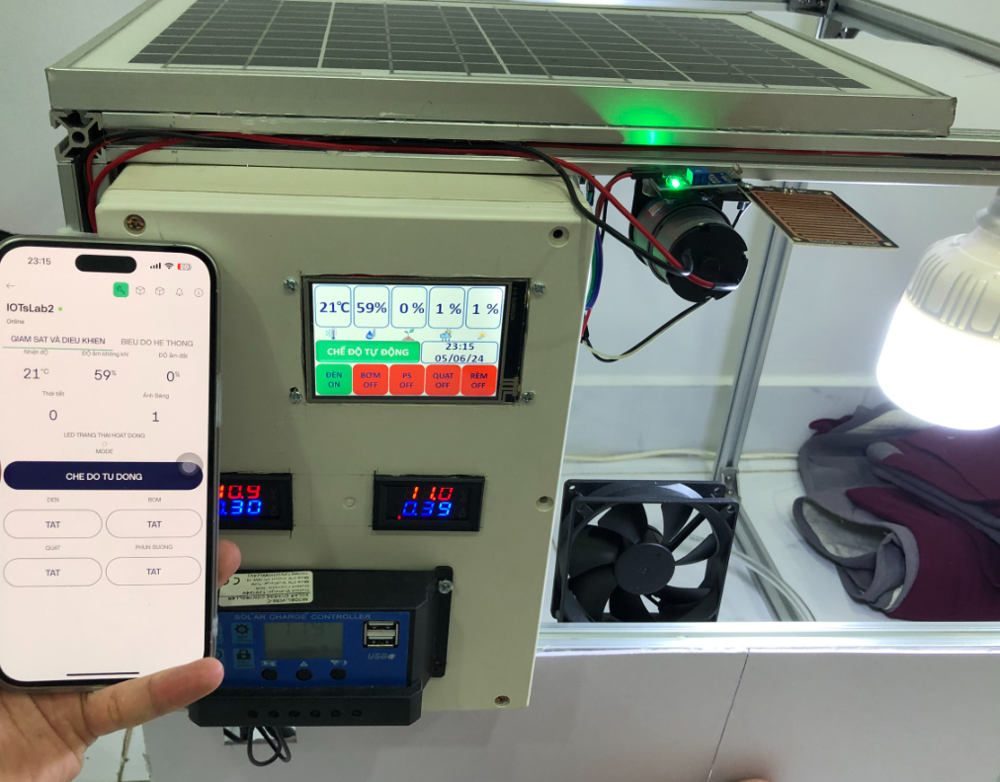 23:15
IOTsLab2
Online
GIAM SAT VÀ DIEU KHIEN
BIEU DO HE THONG
Nhiệt độ
Độ ẩm không khí
Độ ẩm đất
21°C
59%
0%
Thời tiết
Ánh Sáng
0
1
LED TRANG THAI HOAT DONG
MODE
CHE DO TU DONG
DEN
BOM
TAT
TAT
QUAT
PHUN SUONG
TAT
TAT
21°C
59%
0 %
1 %
1 %
CHẾ ĐỘ TỰ ĐỘNG
23:15
05/06/24
ĐÈN ON
BƠM OFF
PS OFF
QUẠT OFF
RÈM OFF
10.9
.30
11.0
0.39
SOLAR CHARGE CONTROLLER